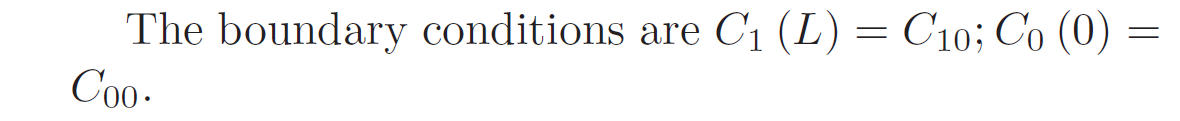 The boundary conditions are C₁ (L) = C₁₀; C₀ (0) =
C₀₀.